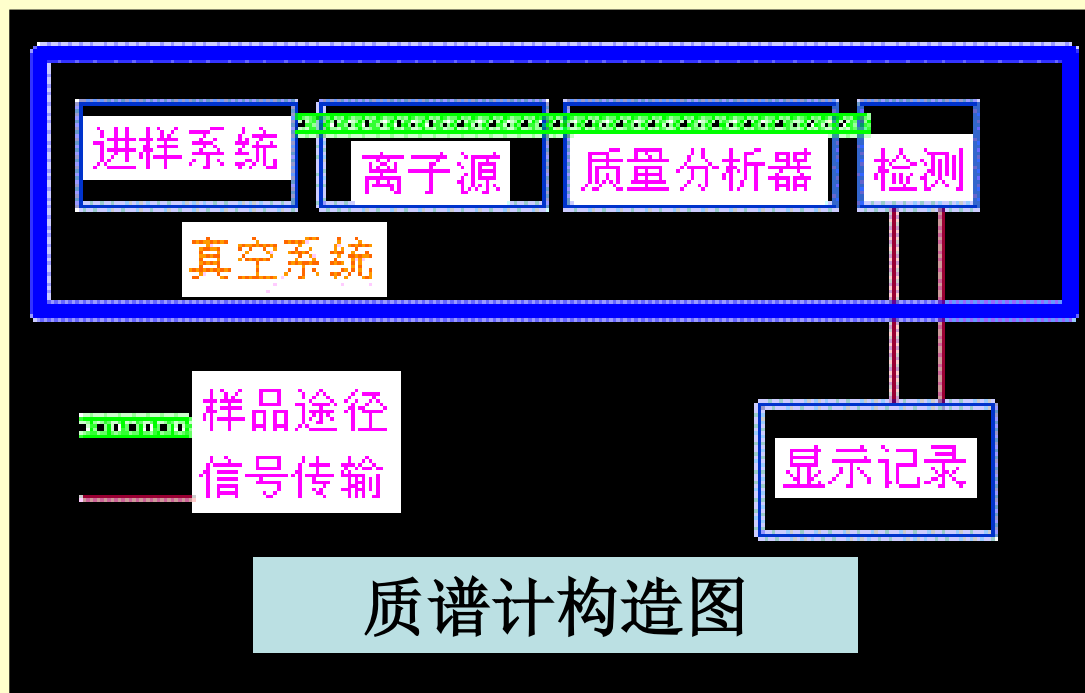 进样系统
离子源
质量分析器
检测
真空系统
样品途径
信号传输
显示记录
质谱计构造图